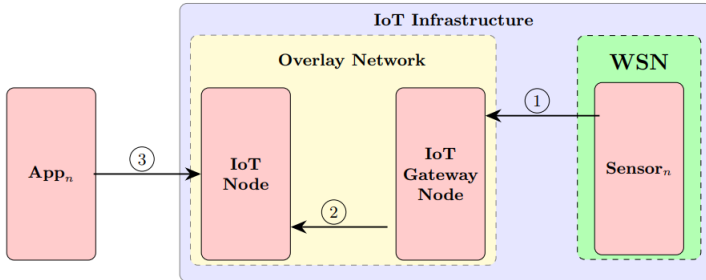 IoT Infrastructure
Overlay Network
WSN
1
App_n
3
IoT
Node
2
IoT
Gateway
Node
Sensor_n